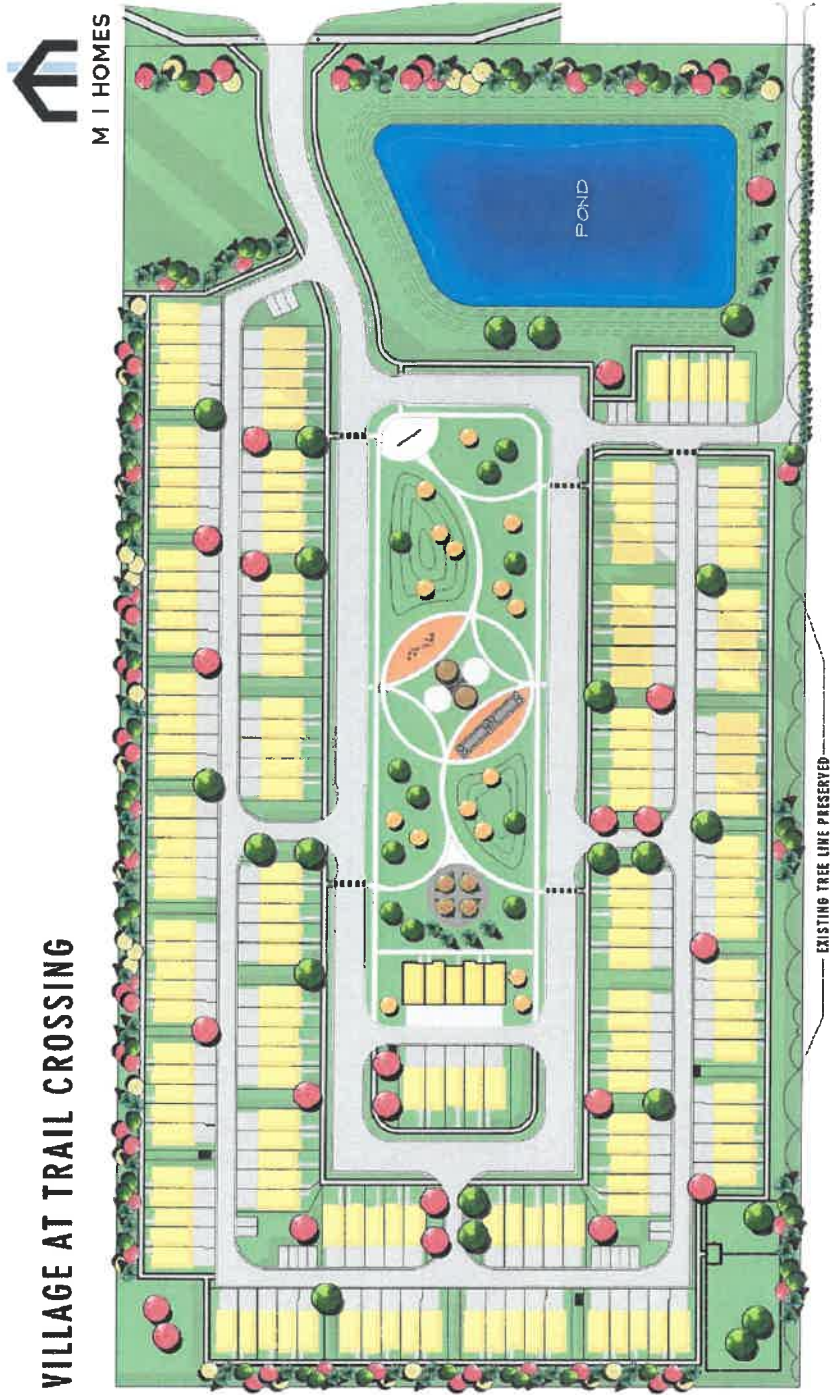 VILLAGE AT TRAIL CROSSING
M I HOMES
POND
EXISTING TREE LINE PRESERVED